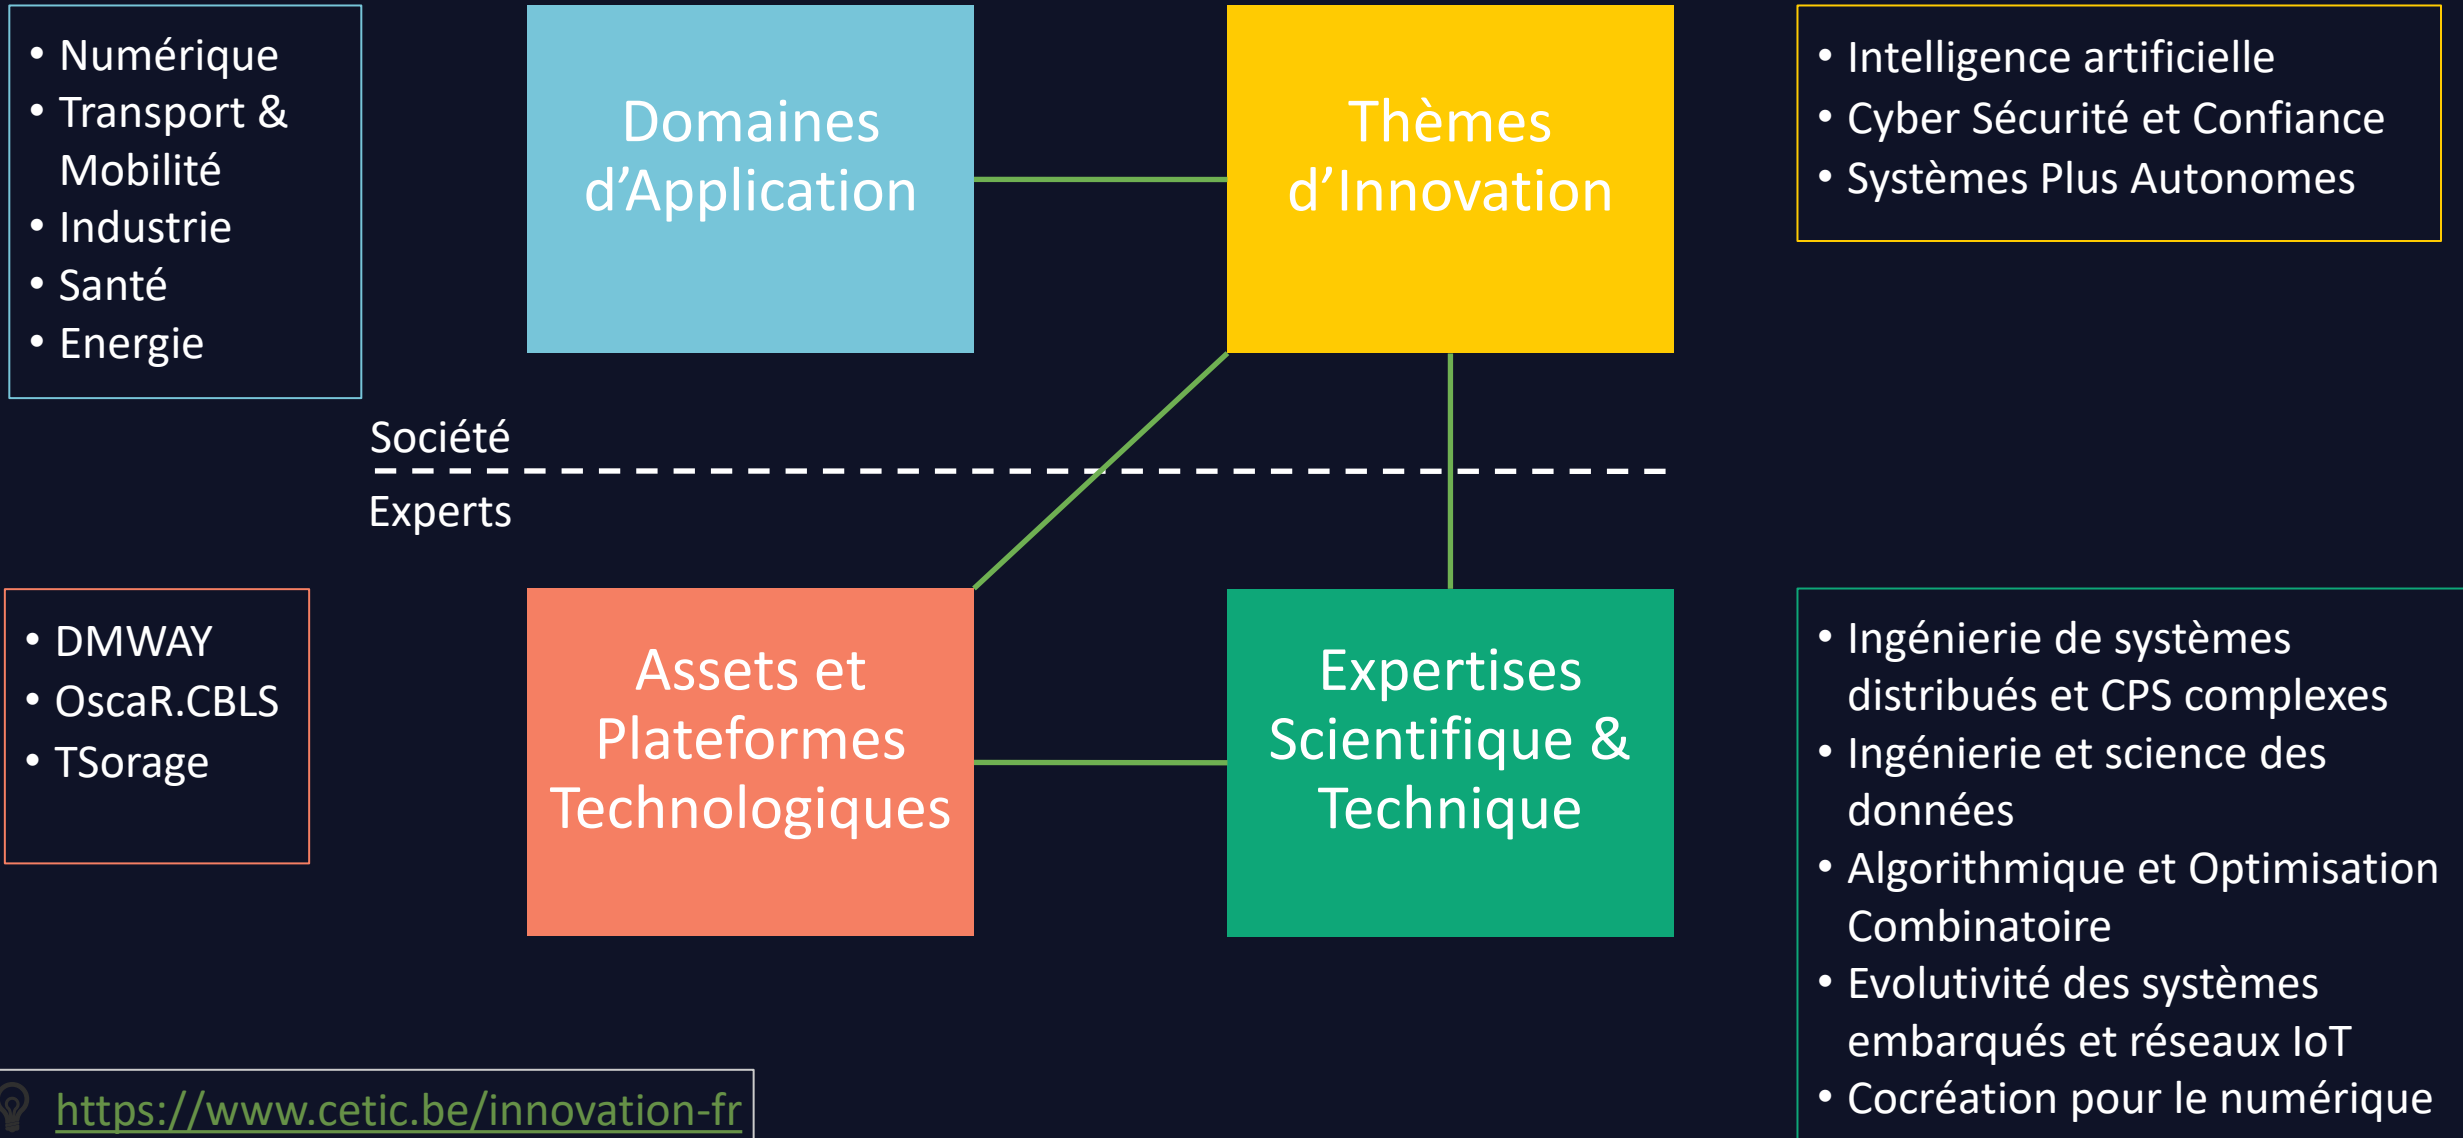 • Numérique
• Transport &
Mobilité
• Industrie
• Santé
• Energie
Domaines
d’Application
Thèmes
d’Innovation
• Intelligence artificielle
• Cyber Sécurité et Confiance
• Systèmes Plus Autonomes
Société
Experts
• DMWAY
• OscaR.CBLS
• TSorage
Assets et
Plateformes
Technologiques
Expertises
Scientifique &
Technique
• Ingénierie de systèmes
distribués et CPS complexes
• Ingénierie et science des
données
• Algorithmique et Optimisation
Combinatoire
• Evolutivité des systèmes
embarqués et réseaux IoT
• Cocréation pour le numérique
https://www.cetic.be/innovation-fr